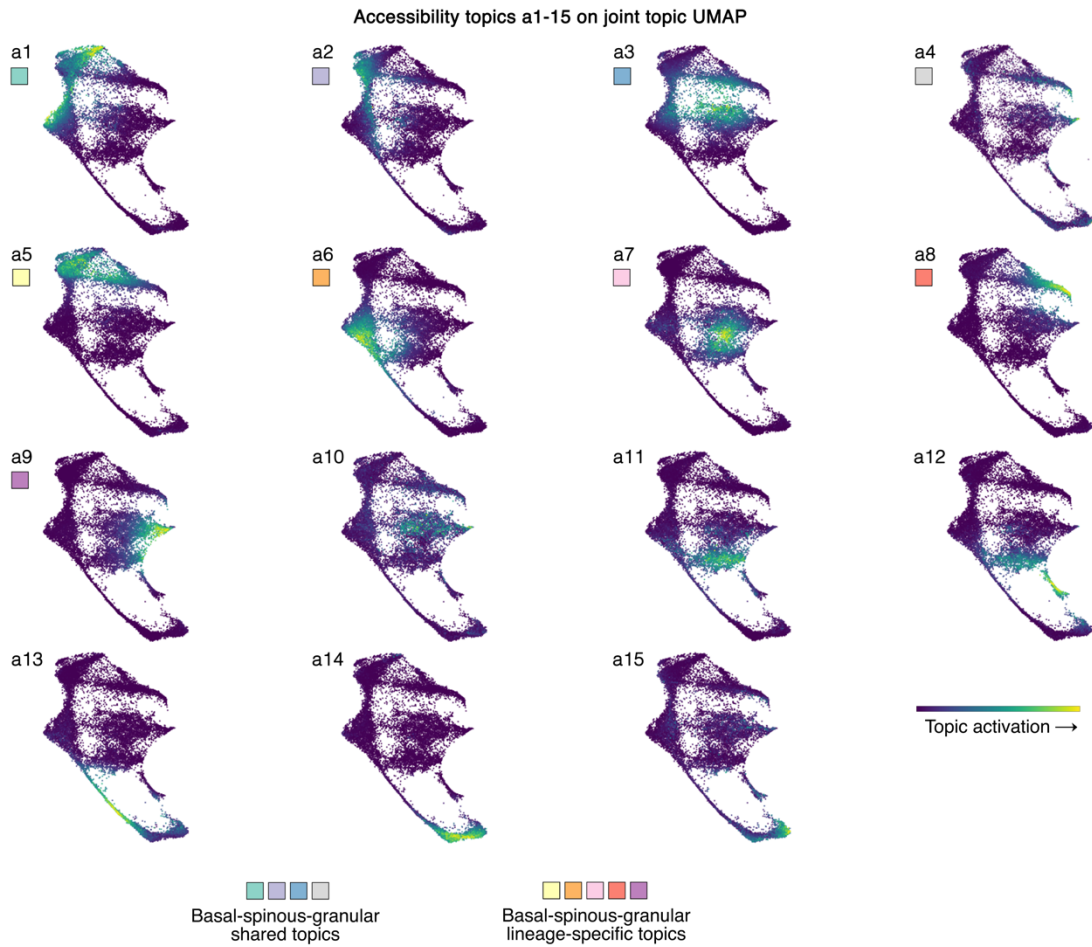 Accessibility topics a1-15 on joint topic UMAP
a1
a2
a3
a4
a5
a6
a7
a8
a9
a10
a11
a12
a13
a14
a15
Topic activation →
Basal-spinous-granular
shared topics
Basal-spinous-granular
lineage-specific topics